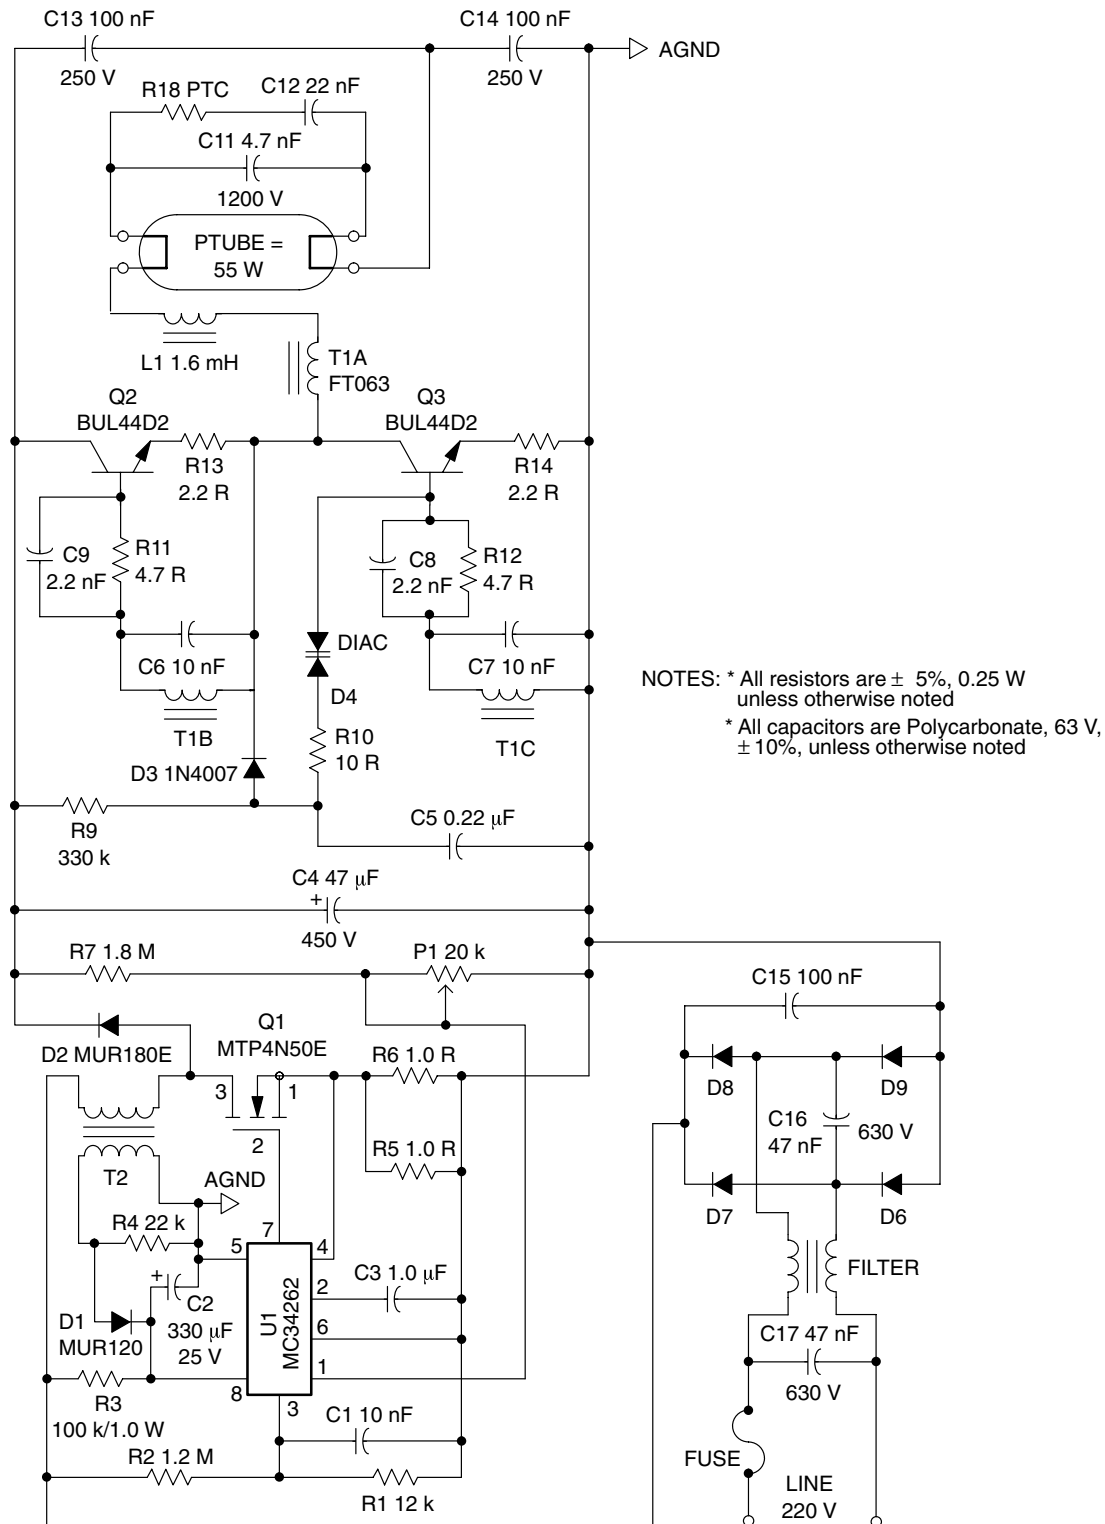 C13 100 nF
250 V
C14 100 nF
250 V
AGND
R18 PTC
C12 22 nF
C11 4.7 nF
1200 V
PTUBE =
55 W
L1 1.6 mH
T1A
FT063
Q2
BUL44D2
R13
2.2 R
Q3
BUL44D2
R14
2.2 R
C9
2.2 nF
R11
4.7 R
C8
2.2 nF
R12
4.7 R
C6 10 nF
DIAC
D4
C7 10 nF
T1B
T1C
R10
10 R
D3 1N4007
NOTES: * All resistors are ± 5%, 0.25 W
unless otherwise noted
* All capacitors are Polycarbonate, 63 V,
± 10%, unless otherwise noted
R9
330 k
C5 0.22 µF
C4 47 µF
+
450 V
R7 1.8 M
P1 20 k
C15 100 nF
D2 MUR180E
Q1
MTP4N50E
3
1
2
R6 1.0 R
R5 1.0 R
D8
D9
C16
47 nF
630 V
D7
D6
T2
AGND
R4 22 k
+
C2
330 µF
25 V
D1
MUR120
7
5
4
2
6
1
8
3
U1
MC34262
C3 1.0 µF
FILTER
C17 47 nF
630 V
R3
100 k/1.0 W
C1 10 nF
R2 1.2 M
R1 12 k
FUSE
LINE
220 V